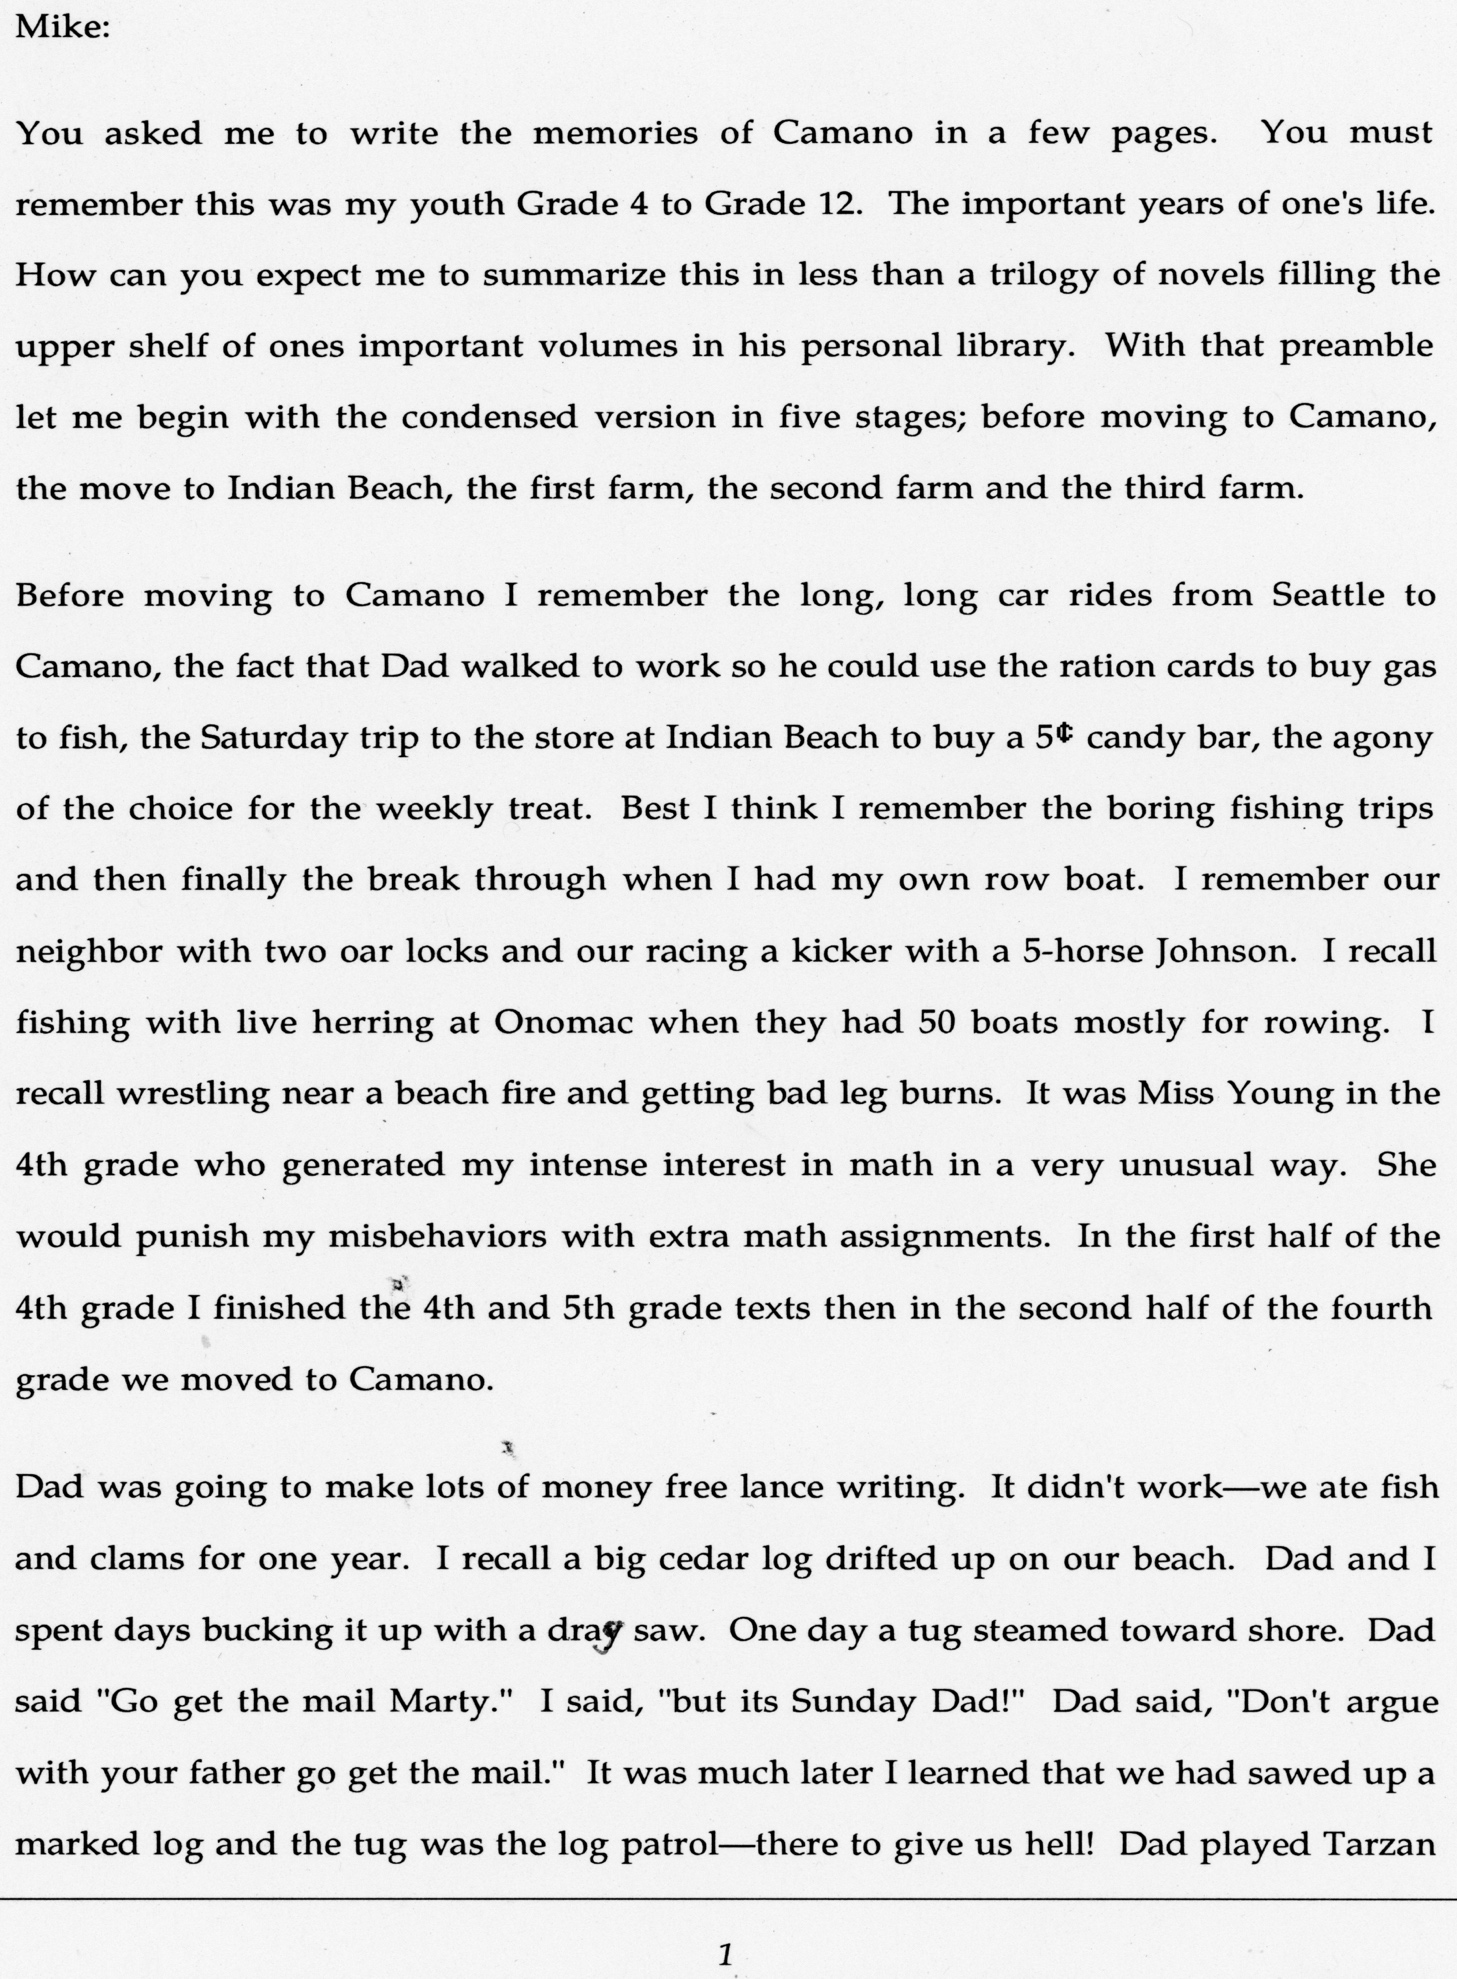 Mike:
You asked me to write the memories of Camano in a few pages. You must
remember this was my youth Grade 4 to Grade 12. The important years of one's life.
How can you expect me to summarize this in less than a trilogy of novels filling the
upper shelf of ones important volumes in his personal library. With that preamble
let me begin with the condensed version in five stages; before moving to Camano,
the move to Indian Beach, the first farm, the second farm and the third farm.
Before moving to Camano I remember the long, long car rides from Seattle to
Camano, the fact that Dad walked to work so he could use the ration cards to buy gas
to fish, the Saturday trip to the store at Indian Beach to buy a 5¢ candy bar, the agony
of the choice for the weekly treat. Best I think I remember the boring fishing trips
and then finally the break through when I had my own row boat. I remember our
neighbor with two oar locks and our racing a kicker with a 5-horse Johnson. I recall
fishing with live herring at Onomac when they had 50 boats mostly for rowing. I
recall wrestling near a beach fire and getting bad leg burns. It was Miss Young in the
4th grade who generated my intense interest in math in a very unusual way. She
would punish my misbehaviors with extra math assignments. In the first half of the
4th grade I finished the 4th and 5th grade texts then in the second half of the fourth
grade we moved to Camano.
Dad was going to make lots of money free lance writing. It didn't work—we ate fish
and clams for one year. I recall a big cedar log drifted up on our beach. Dad and I
spent days bucking it up with a drag saw. One day a tug steamed toward shore. Dad
said "Go get the mail Marty." I said, "but its Sunday Dad!" Dad said, "Don't argue
with your father go get the mail." It was much later I learned that we had sawed up a
marked log and the tug was the log patrol—there to give us hell! Dad played Tarzan
1